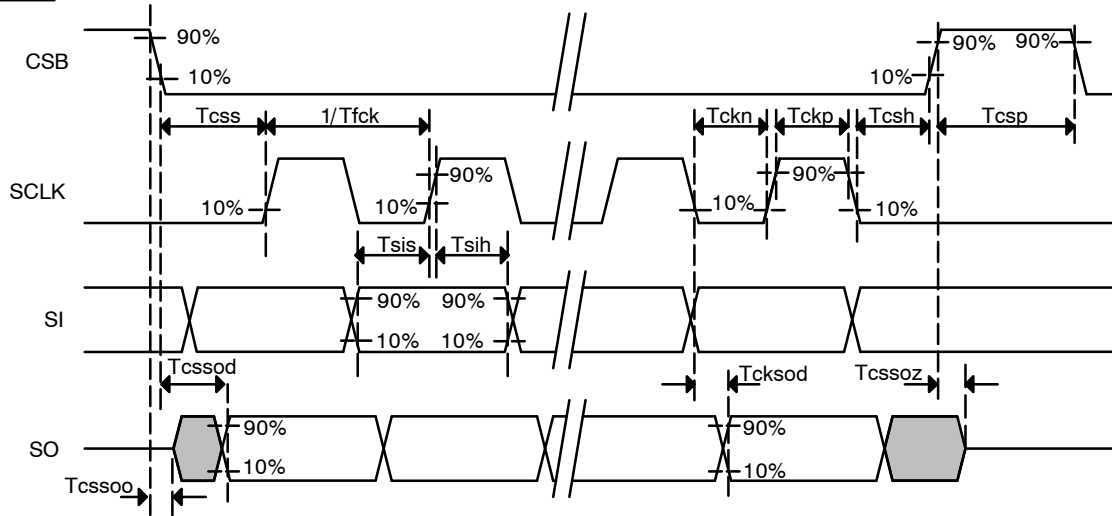 CSB
90%
10%
10%
90%
90%
Tcss
1/Tfck
Tckn
Tckp
Tcsh
Tcsp
SCLK
10%
10%
90%
10%
90%
10%
Tsis
Tsih
SI
90%
90%
10%
10%
Tcssod
Tcksod
Tcssoz
SO
90%
10%
90%
10%
Tcssoo